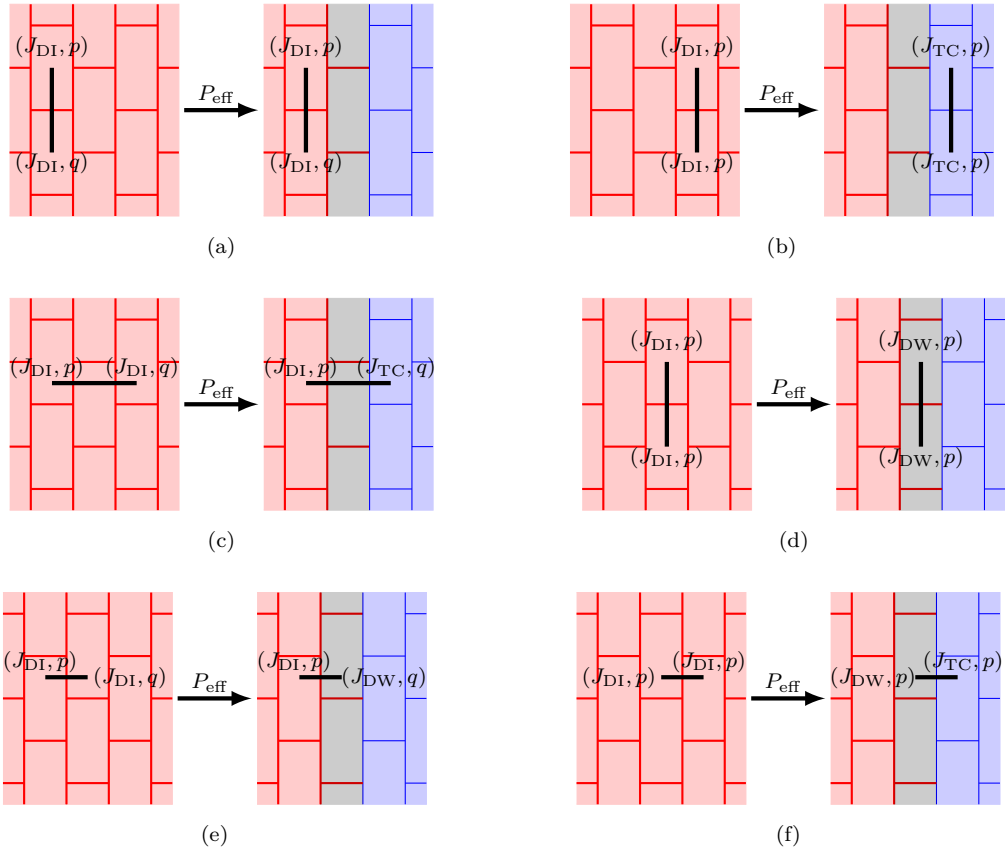 (J_DI, p) (J_DI, p) (J_DI, p) (J_TC, p)
P_eff P_eff
(J_DI, q) (J_DI, q) (J_DI, p) (J_TC, p)
(a) (b)
(J_DI, p) (J_DI, q) (J_DI, p) (J_TC, q) (J_DI, p) (J_DW, p)
P_eff P_eff
(J_DI, p) (J_DW, p)
(c) (d)
(J_DI, p) (J_DI, p) (J_DI, p) (J_TC, p)
(J_DI, q) (J_DW, q) (J_DI, p) (J_DW, p)
P_eff P_eff
(e) (f)